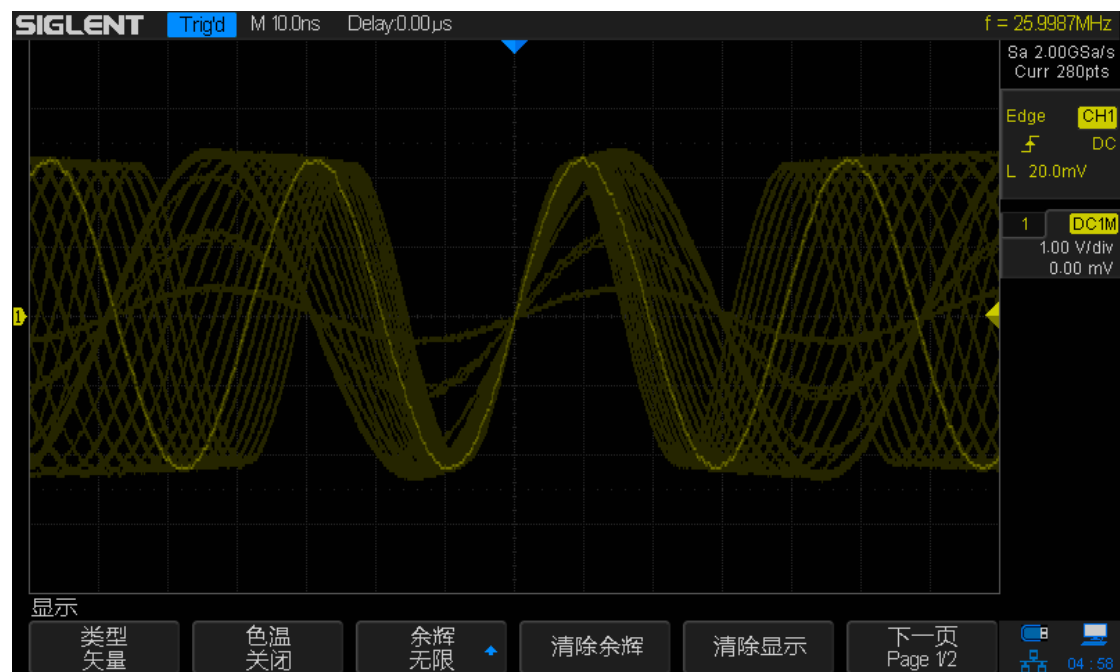 SIGLENT Trig'd M 10.0ns Delay:0.00µs f = 25.9987MHz
Sa 2.00GSa/s
Curr 280pts
Edge CH1
DC
L 20.0mV
1 DC1M
1.00 V/div
0.00 mV
1
显示
类型 色温 余辉 清除余辉 清除显示 下一页
矢量 关闭 无限 Page 1/2
04 : 58